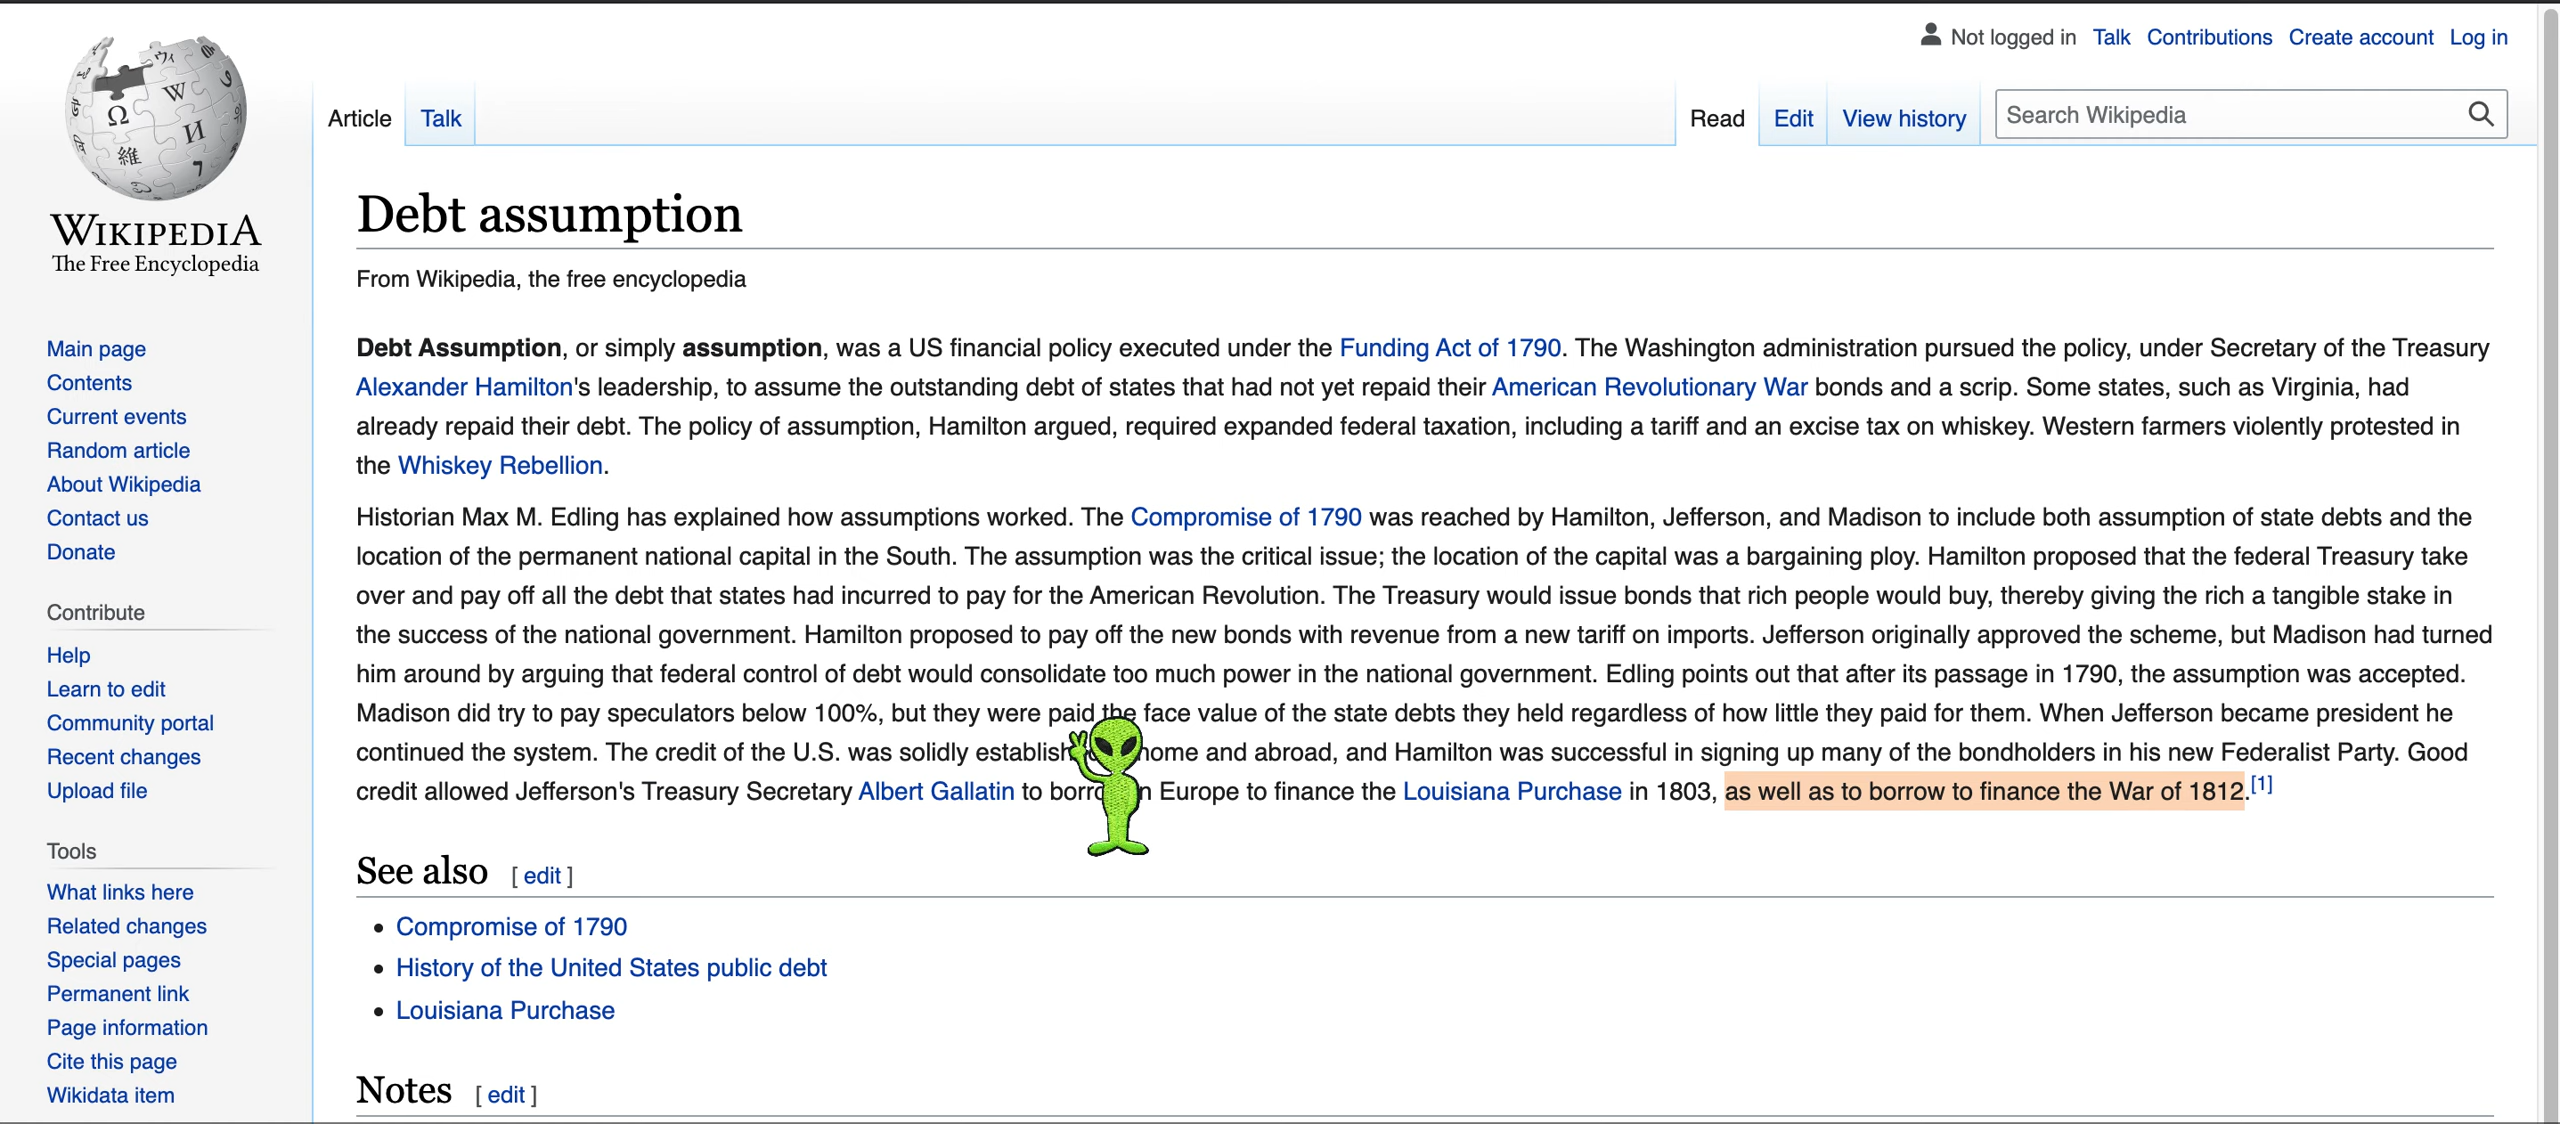 Not logged in Talk Contributions Create account Log in
Article Talk Read Edit View history Search Wikipedia
WIKIPEDIA
The Free Encyclopedia
Main page
Contents
Current events
Random article
About Wikipedia
Contact us
Donate
Contribute
Help
Learn to edit
Community portal
Recent changes
Upload file
Tools
What links here
Related changes
Special pages
Permanent link
Page information
Cite this page
Wikidata item
Debt assumption
From Wikipedia, the free encyclopedia
Debt Assumption, or simply assumption, was a US financial policy executed under the Funding Act of 1790. The Washington administration pursued the policy, under Secretary of the Treasury
Alexander Hamilton's leadership, to assume the outstanding debt of states that had not yet repaid their American Revolutionary War bonds and a scrip. Some states, such as Virginia, had
already repaid their debt. The policy of assumption, Hamilton argued, required expanded federal taxation, including a tariff and an excise tax on whiskey. Western farmers violently protested in
the Whiskey Rebellion.
Historian Max M. Edling has explained how assumptions worked. The Compromise of 1790 was reached by Hamilton, Jefferson, and Madison to include both assumption of state debts and the
location of the permanent national capital in the South. The assumption was the critical issue; the location of the capital was a bargaining ploy. Hamilton proposed that the federal Treasury take
over and pay off all the debt that states had incurred to pay for the American Revolution. The Treasury would issue bonds that rich people would buy, thereby giving the rich a tangible stake in
the success of the national government. Hamilton proposed to pay off the new bonds with revenue from a new tariff on imports. Jefferson originally approved the scheme, but Madison had turned
him around by arguing that federal control of debt would consolidate too much power in the national government. Edling points out that after its passage in 1790, the assumption was accepted.
Madison did try to pay speculators below 100%, but they were paid the face value of the state debts they held regardless of how little they paid for them. When Jefferson became president he
continued the system. The credit of the U.S. was solidly and abroad, and Hamilton was successful in signing up many of the bondholders in his new Federalist Party. Good
credit allowed Jefferson's Treasury Secretary Albert Gallatin to Europe to finance the Louisiana Purchase in 1803, as well as to borrow to finance the War of 1812.[1]
See also [ edit ]
Compromise of 1790
History of the United States public debt
Louisiana Purchase
Notes [ edit ]